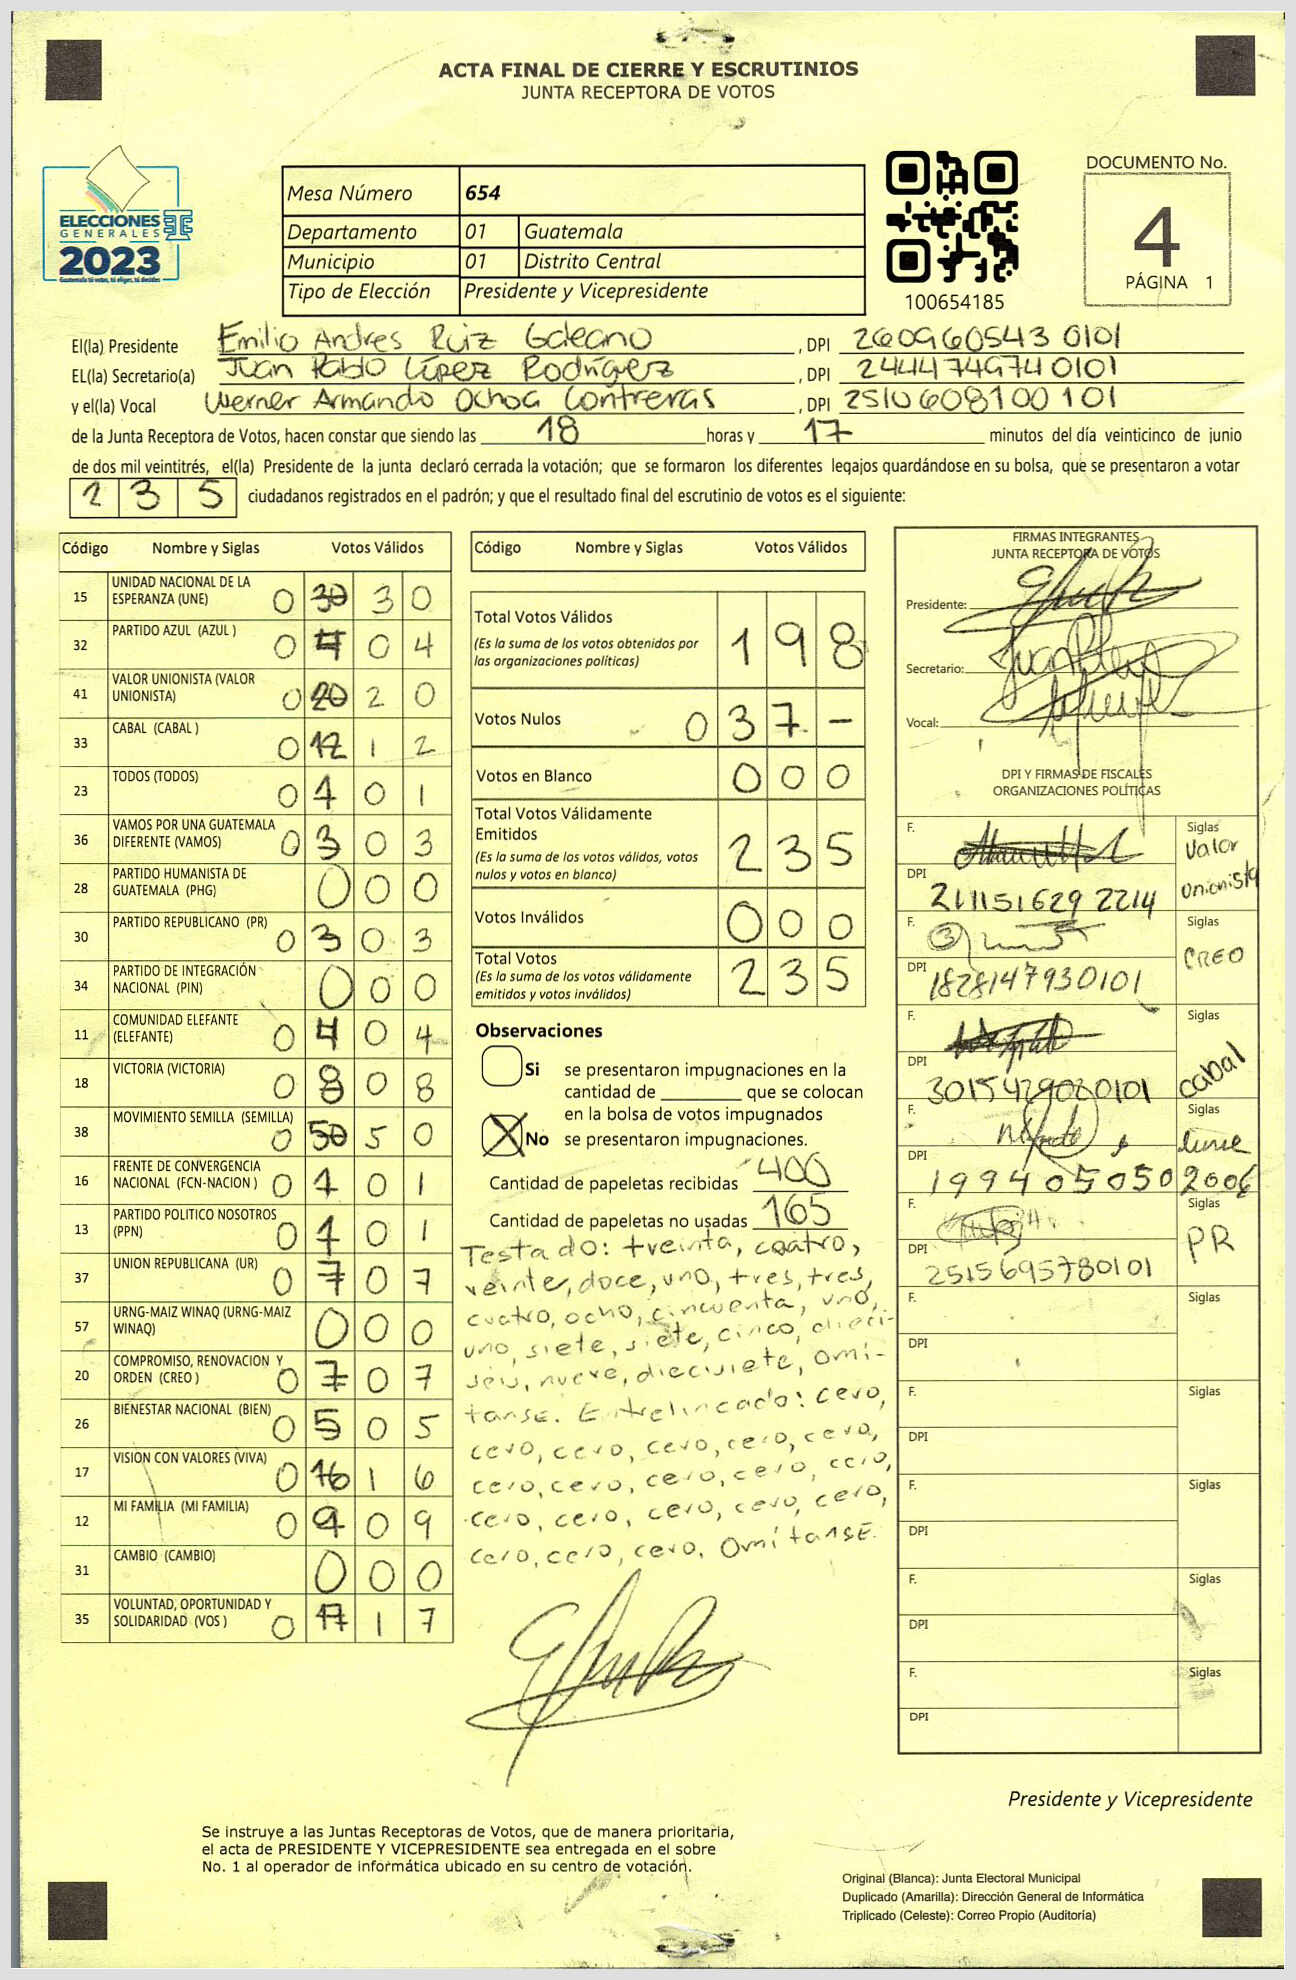 ACTA FINAL DE CIERRE Y ESCRUTINIOS
JUNTA RECEPTORA DE VOTOS
ELECCIONES
GENERALES
2023
Guatemala tú votas, tú eliges, tú decides
Mesa Número 654
Departamento 01 Guatemala
Municipio 01 Distrito Central
Tipo de Elección Presidente y Vicepresidente
100654185
DOCUMENTO No.
4
PÁGINA 1
El(la) Presidente Emilio Andres Ruiz Galeano, DPI 260960543 0101
EL(la) Secretario(a) Juan Pablo López Rodríguez, DPI 2444749740101
y el(la) Vocal Werner Armando Ochoa Contreras, DPI 2510608100101
de la Junta Receptora de Votos, hacen constar que siendo las 18 horas y 17 minutos del día veinticinco de junio
de dos mil veintitrés, el(la) Presidente de la junta declaró cerrada la votación; que se formaron los diferentes legajos guardándose en su bolsa, que se presentaron a votar
2 3 5 ciudadanos registrados en el padrón; y que el resultado final del escrutinio de votos es el siguiente:
Código Nombre y Siglas Votos Válidos
15 UNIDAD NACIONAL DE LA ESPERANZA (UNE) 0 30 3 0
32 PARTIDO AZUL (AZUL ) 0 4 0 4
41 VALOR UNIONISTA (VALOR UNIONISTA) 0 20 2 0
33 CABAL (CABAL ) 0 12 1 2
23 TODOS (TODOS) 0 1 0 1
36 VAMOS POR UNA GUATEMALA DIFERENTE (VAMOS) 0 3 0 3
28 PARTIDO HUMANISTA DE GUATEMALA (PHG) 0 0 0
30 PARTIDO REPUBLICANO (PR) 0 3 0 3
34 PARTIDO DE INTEGRACIÓN NACIONAL (PIN) 0 0 0
11 COMUNIDAD ELEFANTE (ELEFANTE) 0 4 0 4
18 VICTORIA (VICTORIA) 0 8 0 8
38 MOVIMIENTO SEMILLA (SEMILLA) 0 50 5 0
16 FRENTE DE CONVERGENCIA NACIONAL (FCN-NACION ) 0 1 0 1
13 PARTIDO POLITICO NOSOTROS (PPN) 0 1 0 1
37 UNION REPUBLICANA (UR) 0 7 0 7
57 URNG-MAIZ WINAQ (URNG-MAIZ WINAQ) 0 0 0
20 COMPROMISO, RENOVACION Y ORDEN (CREO ) 0 7 0 7
26 BIENESTAR NACIONAL (BIEN) 0 5 0 5
17 VISION CON VALORES (VIVA) 0 16 1 6
12 MI FAMILIA (MI FAMILIA) 0 9 0 9
31 CAMBIO (CAMBIO) 0 0 0
35 VOLUNTAD, OPORTUNIDAD Y SOLIDARIDAD (VOS ) 0 17 1 7
Código Nombre y Siglas Votos Válidos
Total Votos Válidos 1 9 8
(Es la suma de los votos obtenidos por
las organizaciones políticas)
Votos Nulos 0 3 7 –
Votos en Blanco 0 0 0
Total Votos Válidamente
Emitidos 2 3 5
(Es la suma de los votos válidos, votos
nulos y votos en blanco)
Votos Inválidos 0 0 0
Total Votos 2 3 5
(Es la suma de los votos válidamente
emitidos y votos inválidos)
Observaciones
Si se presentaron impugnaciones en la
cantidad de ________ que se colocan
en la bolsa de votos impugnados
X No se presentaron impugnaciones.
Cantidad de papeletas recibidas 400
Cantidad de papeletas no usadas 165
Testado: treinta, cuatro,
veinte, doce, uno, tres, tres,
cuatro, ocho, cincuenta, uno,
uno, siete, siete, cinco, dieci-
seis, nueve, diecisiete, Omi-
tanse. Entrelineado: cero,
cero, cero, cero, cero, cero,
cero, cero, cero, cero, cero,
cero, cero, cero, cero, cero,
cero, cero, cero. Omitanse.
FIRMAS INTEGRANTES
JUNTA RECEPTORA DE VOTOS
Presidente:
Secretario:
Vocal:
DPI Y FIRMAS DE FISCALES
ORGANIZACIONES POLÍTICAS
F. Siglas Valor Unionista
DPI 211151629 2214
F. Siglas CREO
DPI 1828147930101
F. Siglas cabal
DPI 3015429080101
F. Siglas
DPI 1994050502006
F. Siglas PR
DPI 2515695780101
F. Siglas
DPI
F. Siglas
DPI
F. Siglas
DPI
F. Siglas
DPI
F. Siglas
DPI
Presidente y Vicepresidente
Se instruye a las Juntas Receptoras de Votos, que de manera prioritaria,
el acta de PRESIDENTE Y VICEPRESIDENTE sea entregada en el sobre
No. 1 al operador de informática ubicado en su centro de votación.
Original (Blanca): Junta Electoral Municipal
Duplicado (Amarilla): Dirección General de Informática
Triplicado (Celeste): Correo Propio (Auditoría)